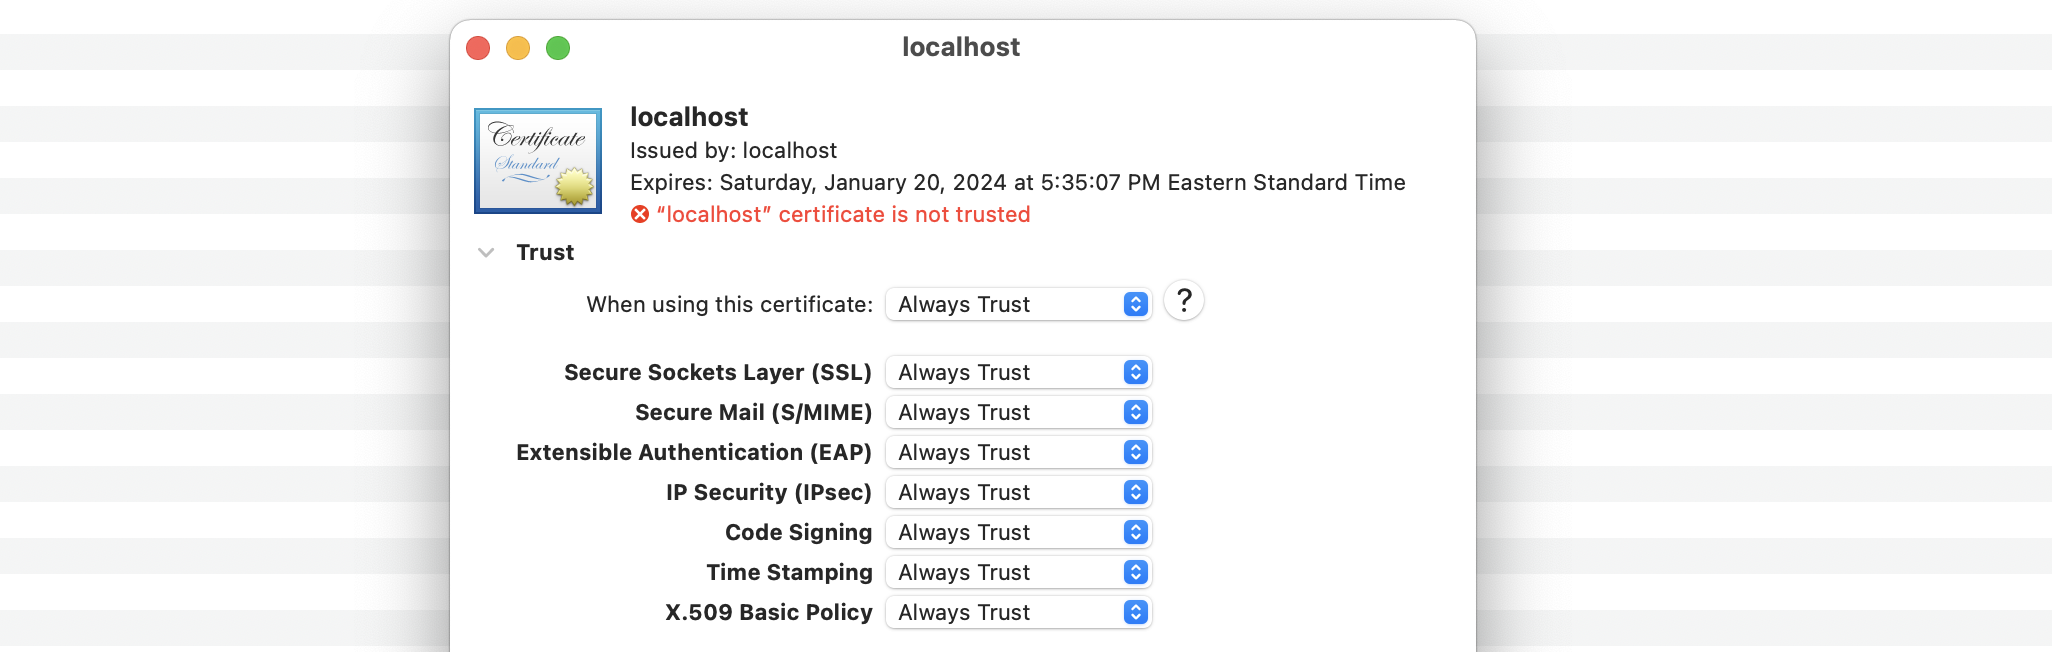 localhost
Certificate
Standard
localhost
Issued by: localhost
Expires: Saturday, January 20, 2024 at 5:35:07 PM Eastern Standard Time
“localhost” certificate is not trusted
Trust
When using this certificate: Always Trust ?
Secure Sockets Layer (SSL) Always Trust
Secure Mail (S/MIME) Always Trust
Extensible Authentication (EAP) Always Trust
IP Security (IPsec) Always Trust
Code Signing Always Trust
Time Stamping Always Trust
X.509 Basic Policy Always Trust